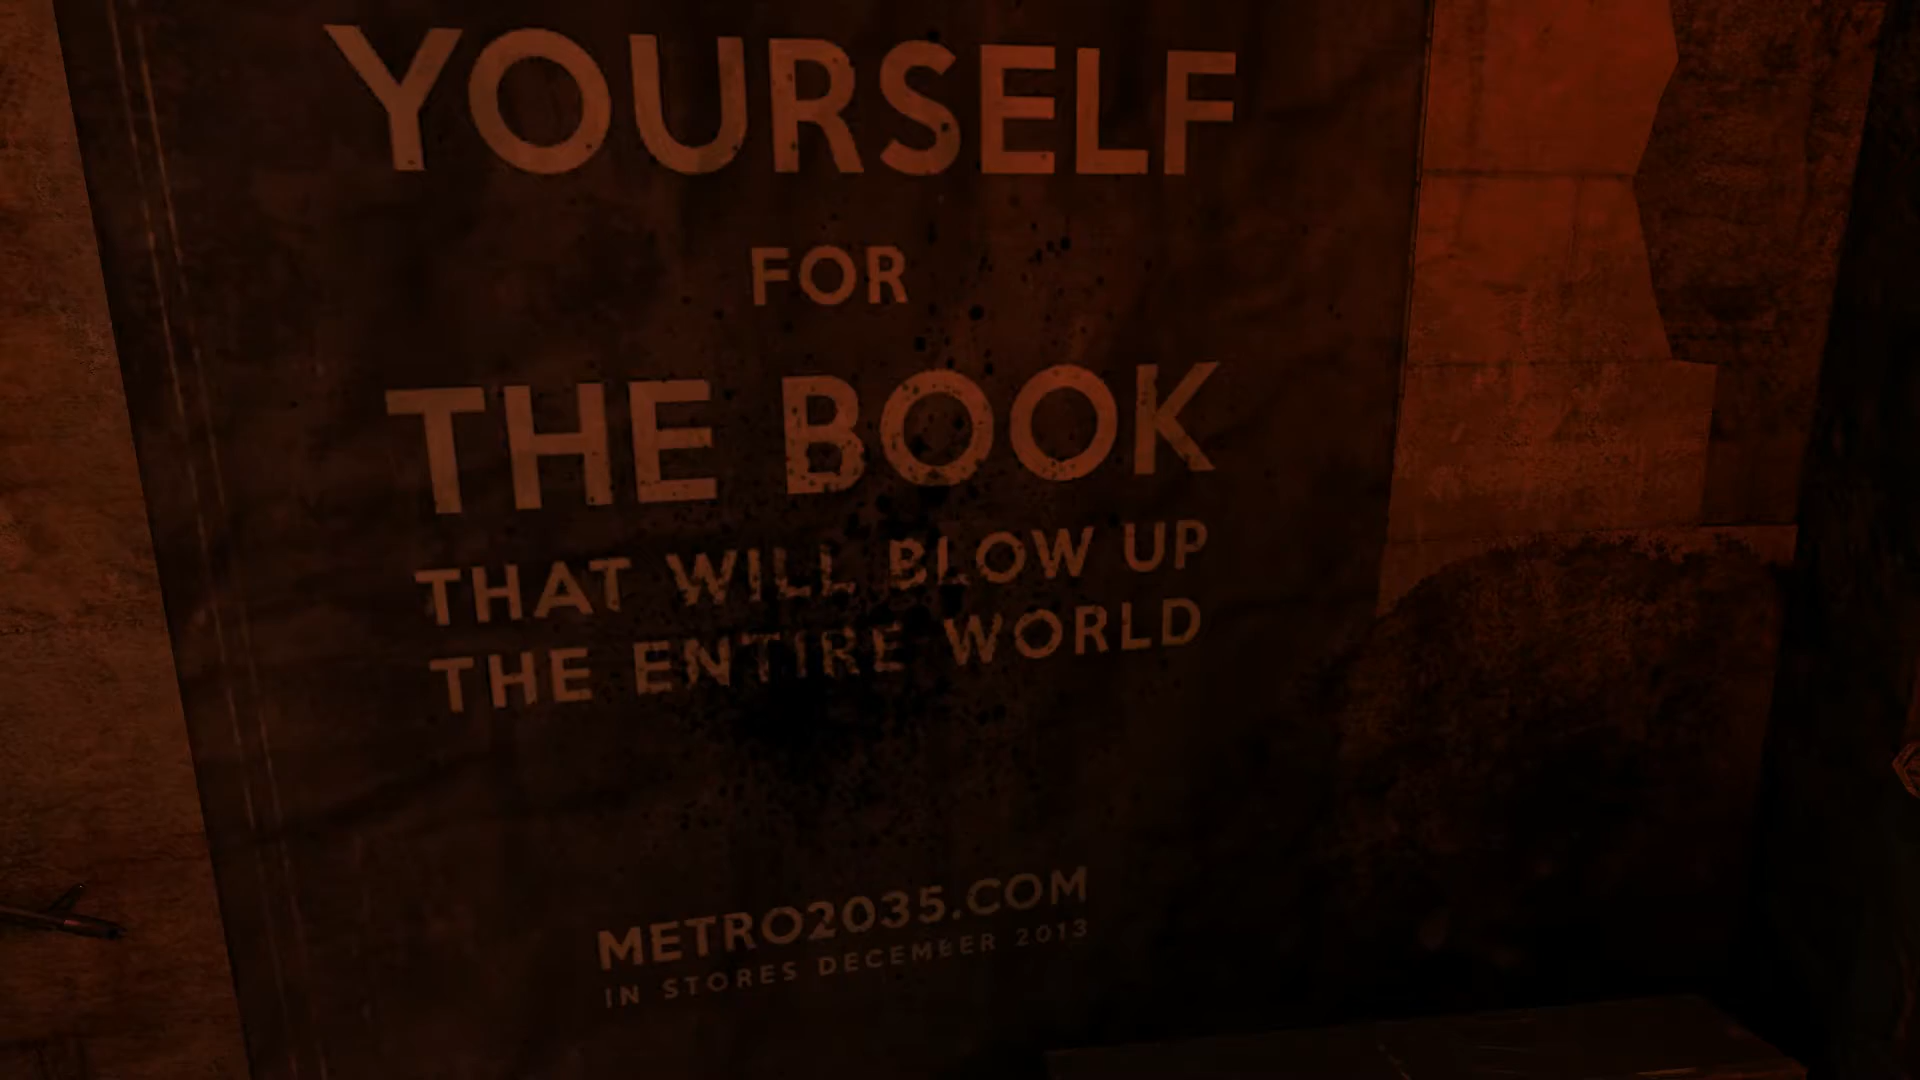 YOURSELF
FOR
THE BOOK
THAT WILL BLOW UP
THE ENTIRE WORLD
METRO2035.COM
IN STORES DECEMBER 2013